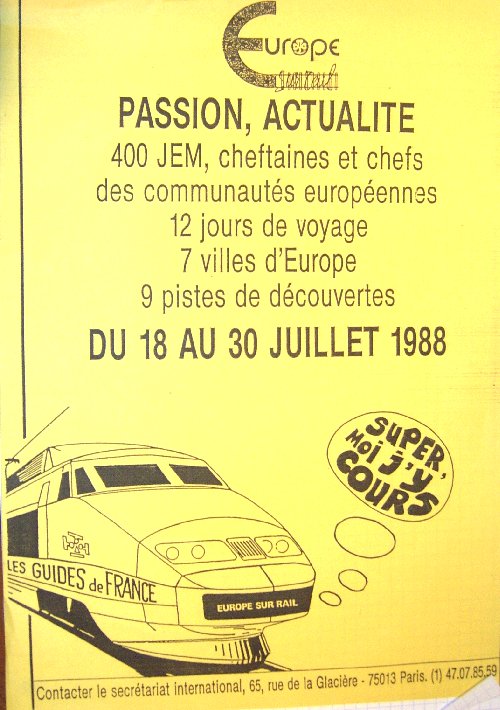 Europe
sur rail
PASSION, ACTUALITE
400 JEM, cheftaines et chefs
des communautés européennes
12 jours de voyage
7 villes d'Europe
9 pistes de découvertes
DU 18 AU 30 JUILLET 1988
SUPER,
Moi j'y
COURS
LES GUIDES de FRANCE
EUROPE SUR RAIL
Contacter le secrétariat international, 65, rue de la Glacière - 75013 Paris. (1) 47.07.85.59